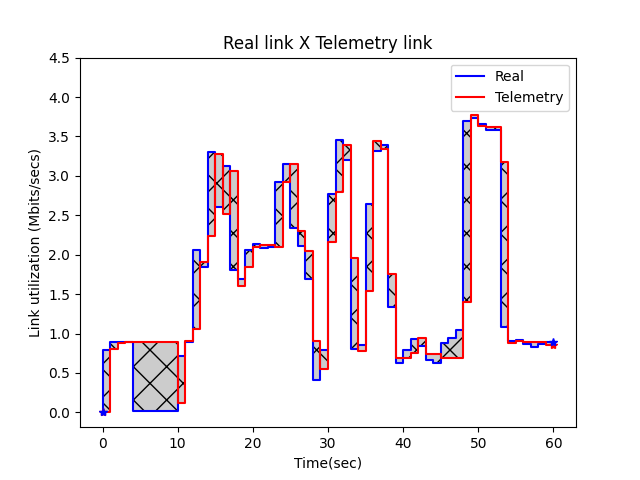 Real link X Telemetry link
Real
Telemetry
Link utilization (Mbits/secs)
4.5
4.0
3.5
3.0
2.5
2.0
1.5
1.0
0.5
0.0
0 10 20 30 40 50 60
Time(sec)